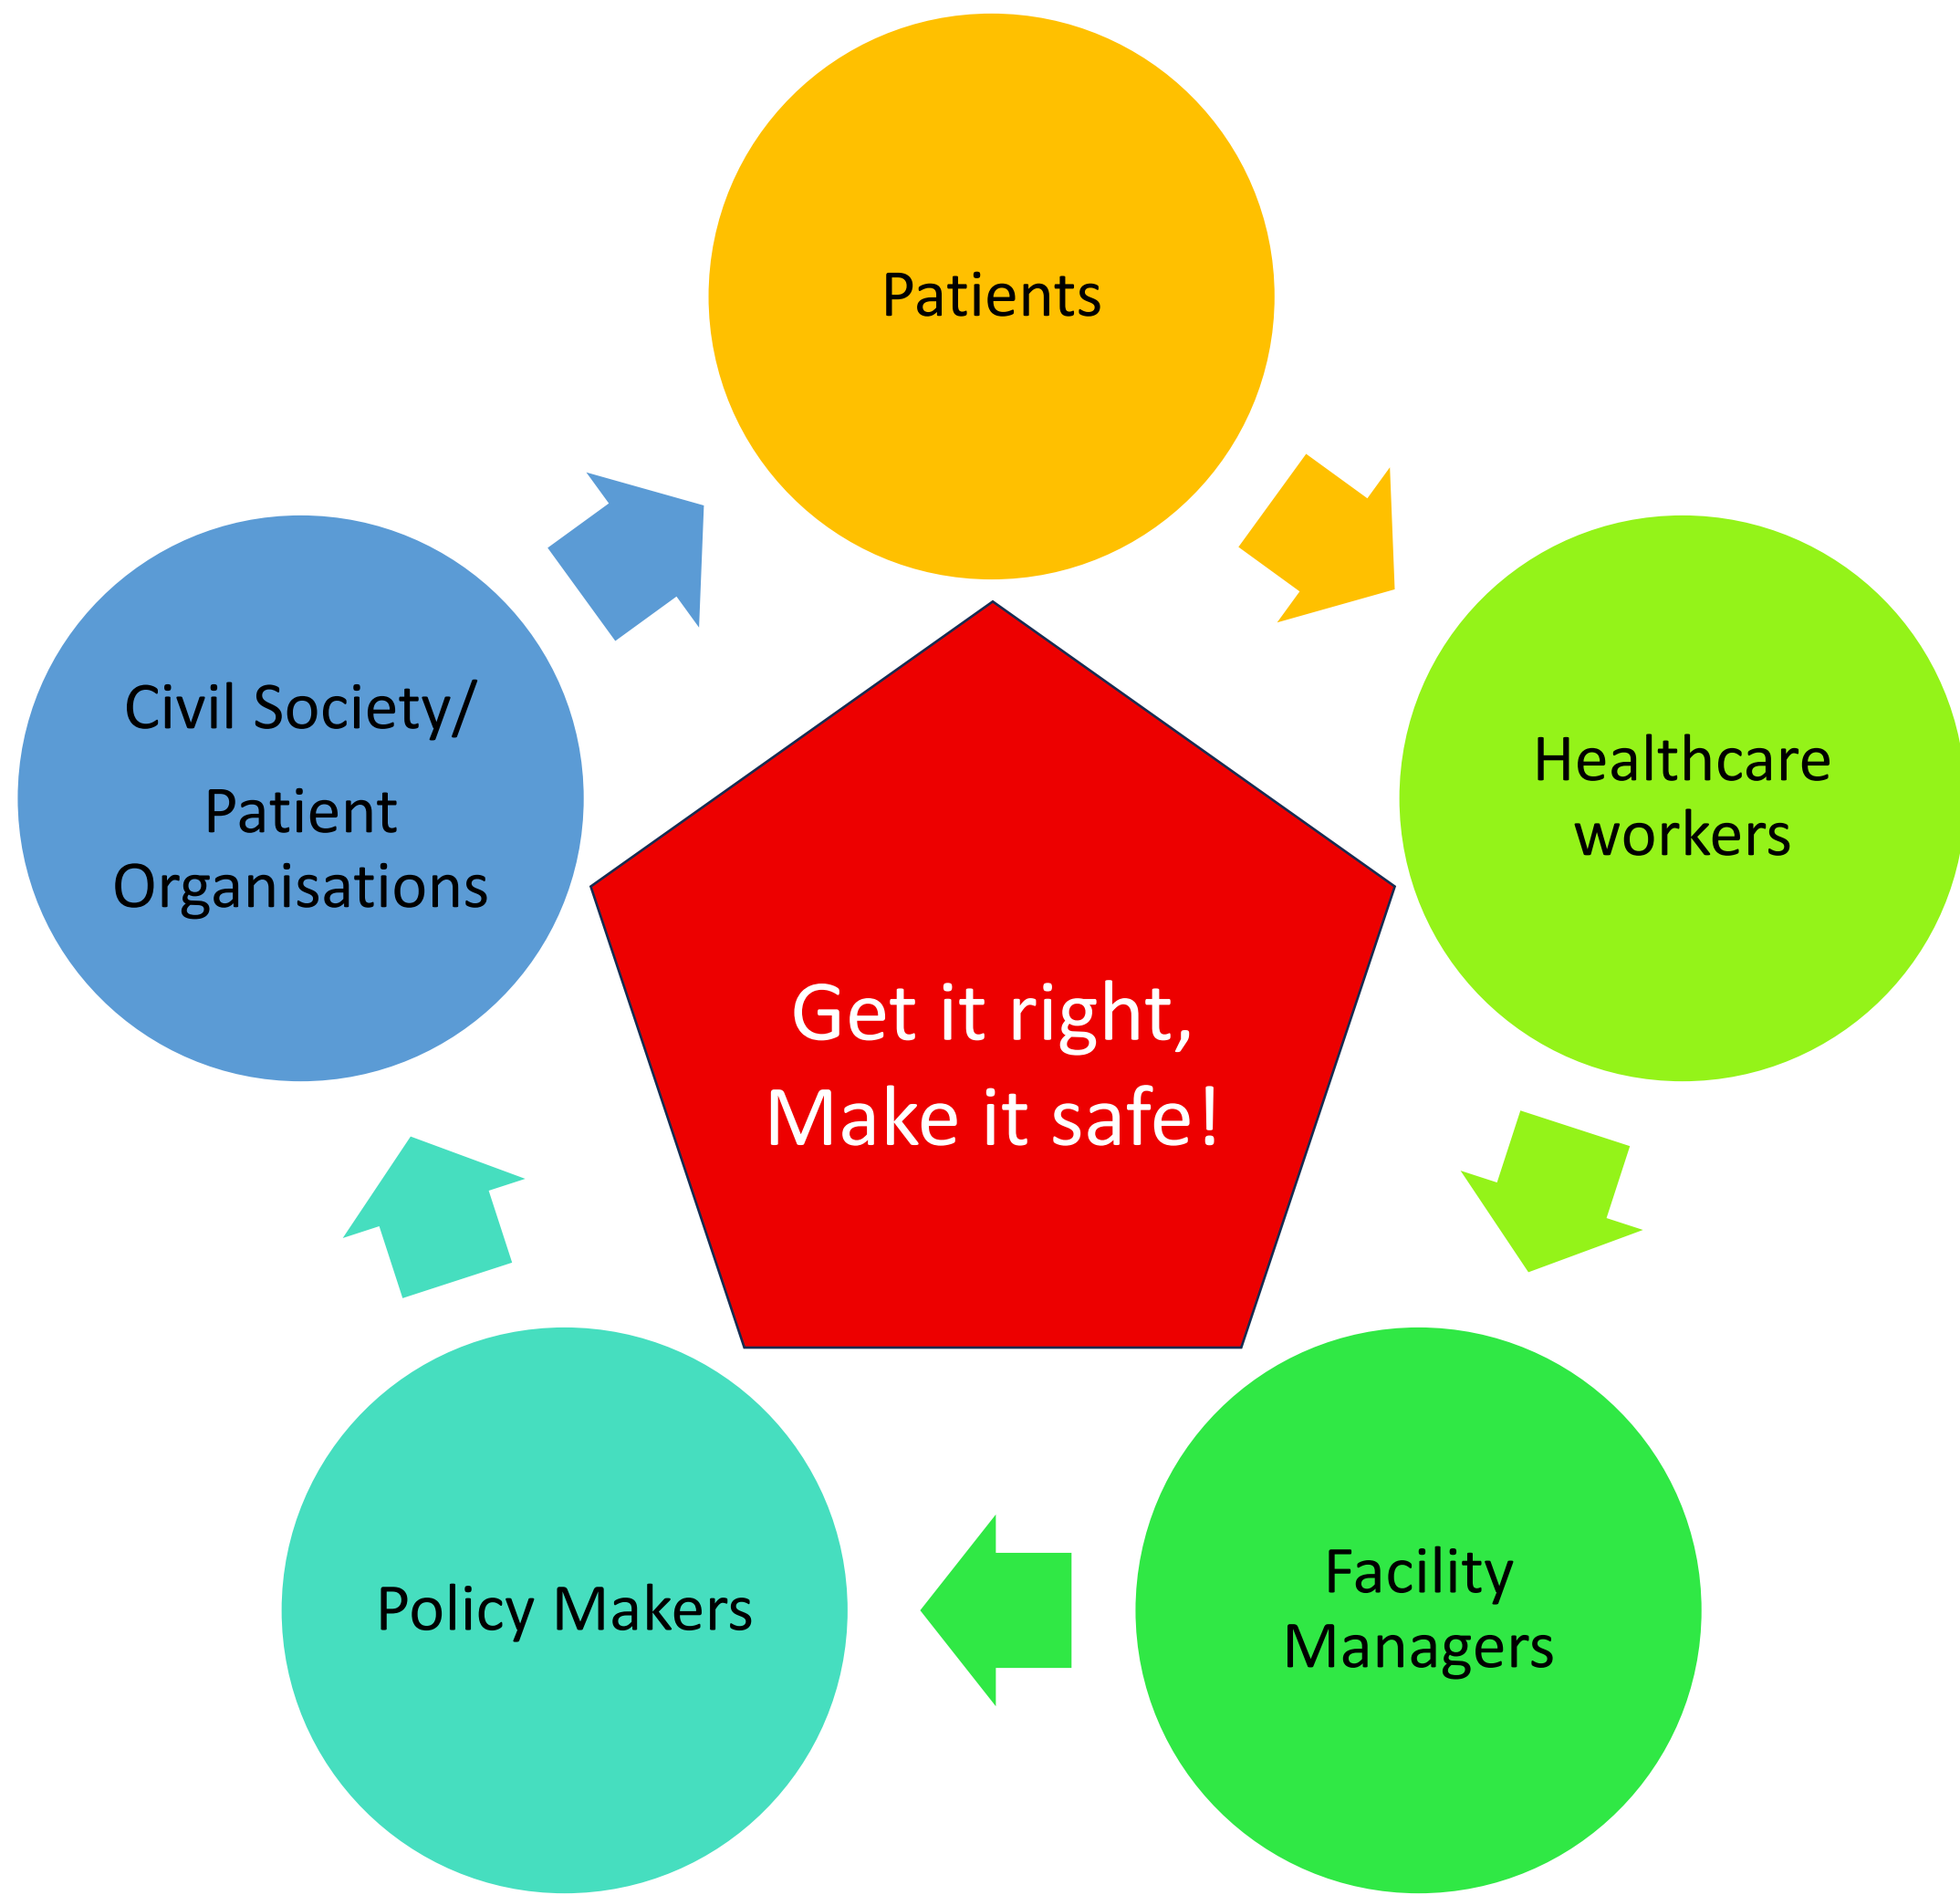 Patients
Civil Society/
Patient
Organisations
Healthcare
workers
Get it right,
Make it safe!
Policy Makers
Facility
Managers